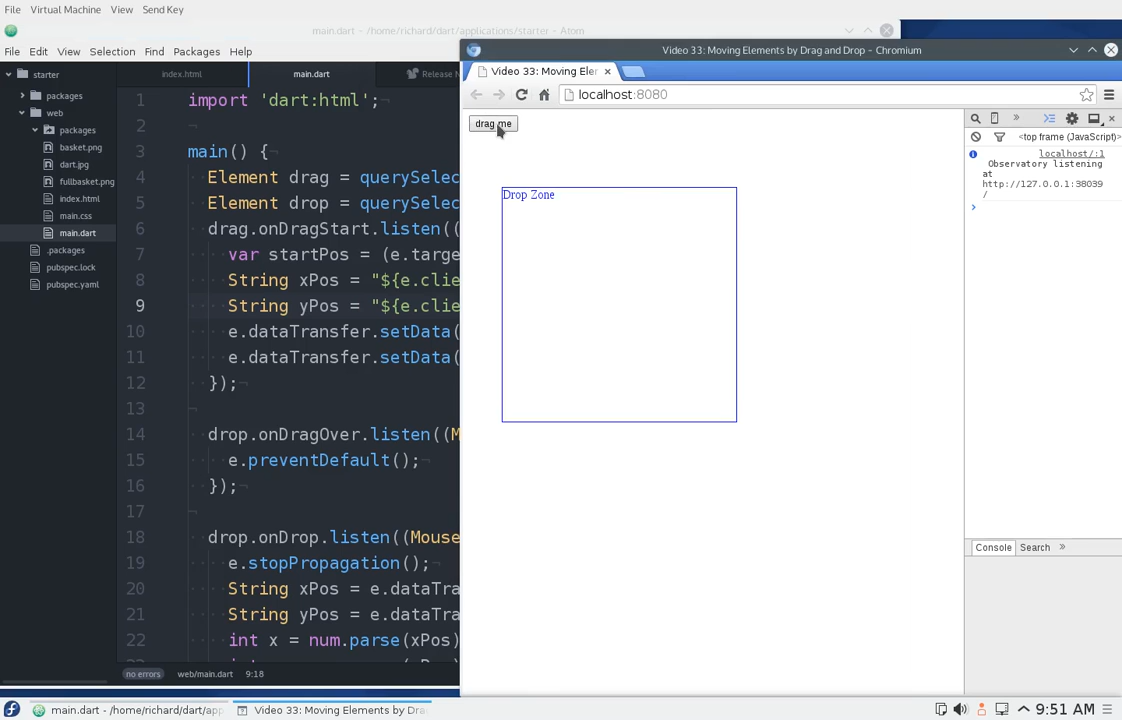 File Virtual Machine View Send Key
main.dart - /home/richard/dart/applications/starter - Atom
File Edit View Selection Find Packages Help
starter
packages
web
packages
basket.png
dart.jpg
fullbasket.png
index.html
main.css
main.dart
.packages
pubspec.lock
pubspec.yaml
index.html main.dart Release N
1 import 'dart:html';
2
3 main() {
4 Element drag = querySelec
5 Element drop = querySelec
6 drag.onDragStart.listen((
7 var startPos = (e.targe
8 String xPos = "${e.clie
9 String yPos = "${e.clie
10 e.dataTransfer.setData(
11 e.dataTransfer.setData(
12 });
13
14 drop.onDragOver.listen((M
15 e.preventDefault();
16 });
17
18 drop.onDrop.listen((Mouse
19 e.stopPropagation();
20 String xPos = e.dataTra
21 String yPos = e.dataTra
22 int x = num.parse(xPos)
no errors web/main.dart 9:18
Video 33: Moving Elements by Drag and Drop - Chromium
Video 33: Moving Eler
localhost:8080
drag me
Drop Zone
<top frame (JavaScript)>
localhost/:1
Observatory listening
at
http://127.0.0.1:38039
/
Console Search
main.dart - /home/richard/dart/app
Video 33: Moving Elements by Dra
9:51 AM